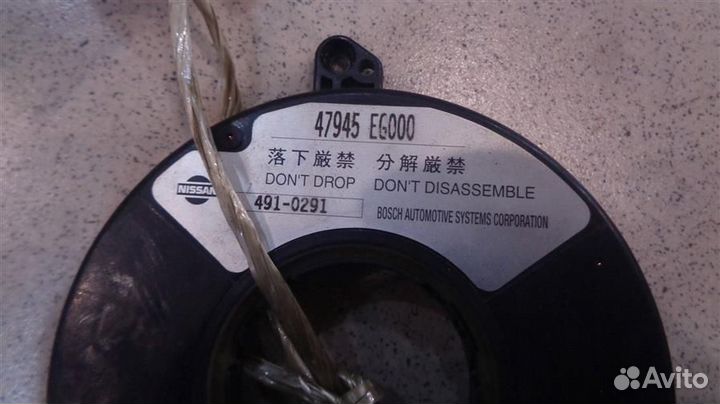 47945 EG000
落下厳禁 分解厳禁
DON'T DROP DON'T DISASSEMBLE
NISSAN
491-0291 BOSCH AUTOMOTIVE SYSTEMS CORPORATION
Avito